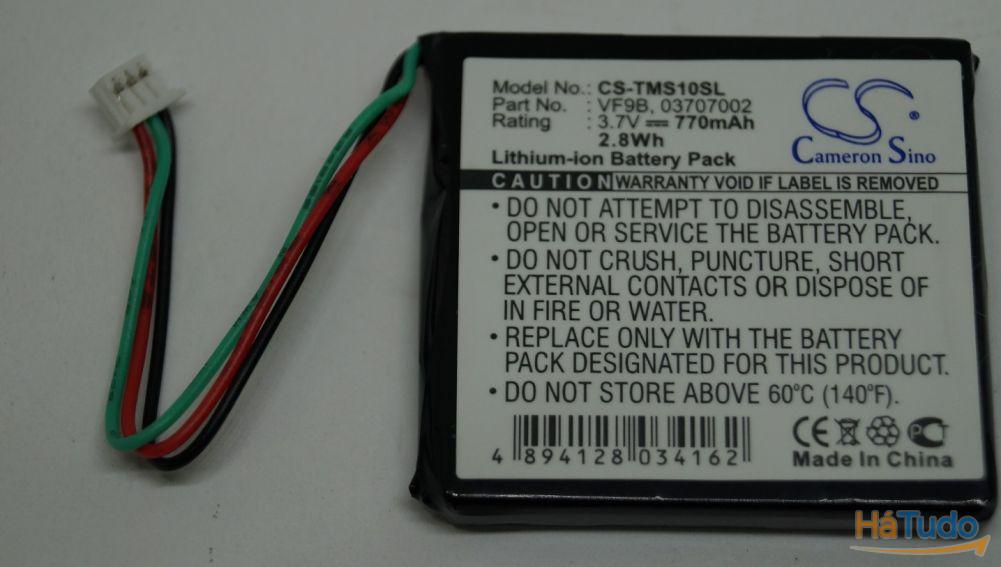 Model No.: CS-TMS10SL
Part No. : VF9B, 03707002
Rating : 3.7V 770mAh
2.8Wh
Lithium-ion Battery Pack
CS
®
Cameron Sino
CAUTION WARRANTY VOID IF LABEL IS REMOVED
• DO NOT ATTEMPT TO DISASSEMBLE,
OPEN OR SERVICE THE BATTERY PACK.
• DO NOT CRUSH, PUNCTURE, SHORT
EXTERNAL CONTACTS OR DISPOSE OF
IN FIRE OR WATER.
• REPLACE ONLY WITH THE BATTERY
PACK DESIGNATED FOR THIS PRODUCT.
• DO NOT STORE ABOVE 60°C (140°F).
4 894128 034162
CE
Made In China
HáTudo